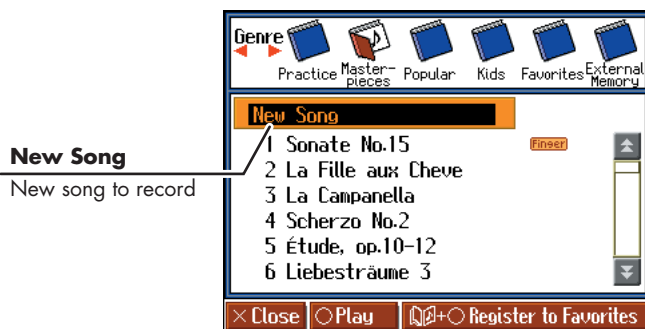 Genre
Practice Master-pieces Popular Kids Favorites External Memory
New Song
1 Sonate No.15 Finger
2 La Fille aux Cheve
3 La Campanella
4 Scherzo No.2
5 Étude, op.10-12
6 Liebesträume 3
× Close ○ Play +○ Register to Favorites
New Song
New song to record